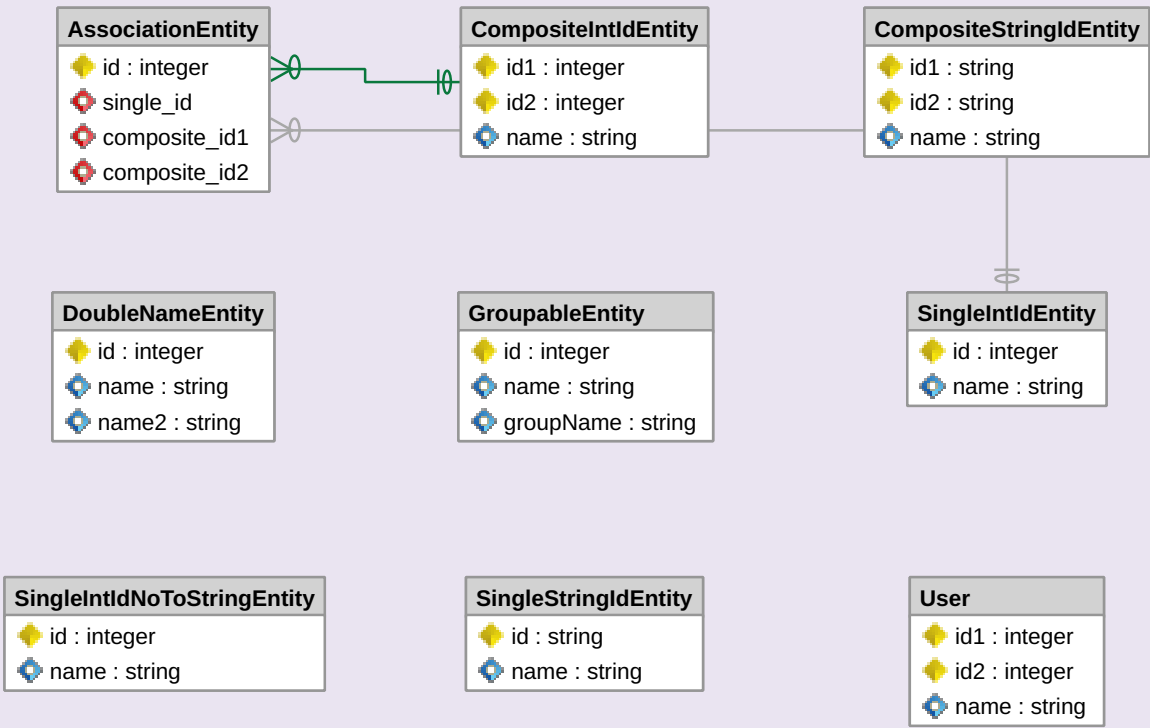 AssociationEntity
id : integer
single_id
composite_id1
composite_id2
CompositeIntIdEntity
id1 : integer
id2 : integer
name : string
CompositeStringIdEntity
id1 : string
id2 : string
name : string
DoubleNameEntity
id : integer
name : string
name2 : string
GroupableEntity
id : integer
name : string
groupName : string
SingleIntIdEntity
id : integer
name : string
SingleIntIdNoToStringEntity
id : integer
name : string
SingleStringIdEntity
id : string
name : string
User
id1 : integer
id2 : integer
name : string